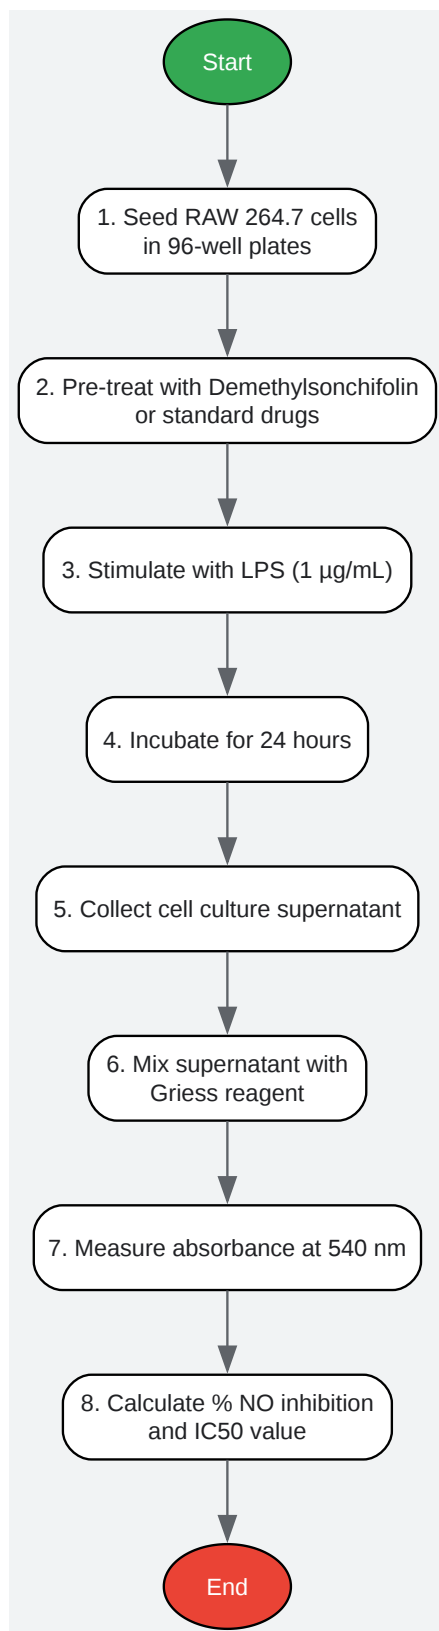 Start
1. Seed RAW 264.7 cells
in 96-well plates
2. Pre-treat with Demethylsonchifolin
or standard drugs
3. Stimulate with LPS (1 µg/mL)
4. Incubate for 24 hours
5. Collect cell culture supernatant
6. Mix supernatant with
Griess reagent
7. Measure absorbance at 540 nm
8. Calculate % NO inhibition
and IC50 value
End